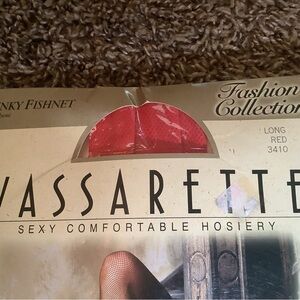 NKY FISHNET
Fashion
Collection
LONG
RED
3410
VASSARETTE
SEXY COMFORTABLE HOSIERY